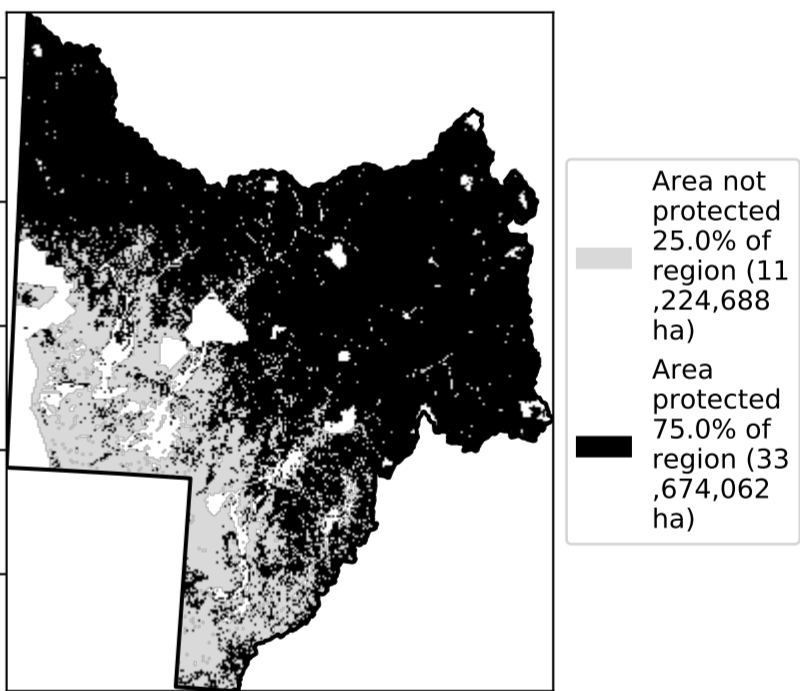 Area not
protected
25.0% of
region (11
,224,688
ha)
Area
protected
75.0% of
region (33
,674,062
ha)